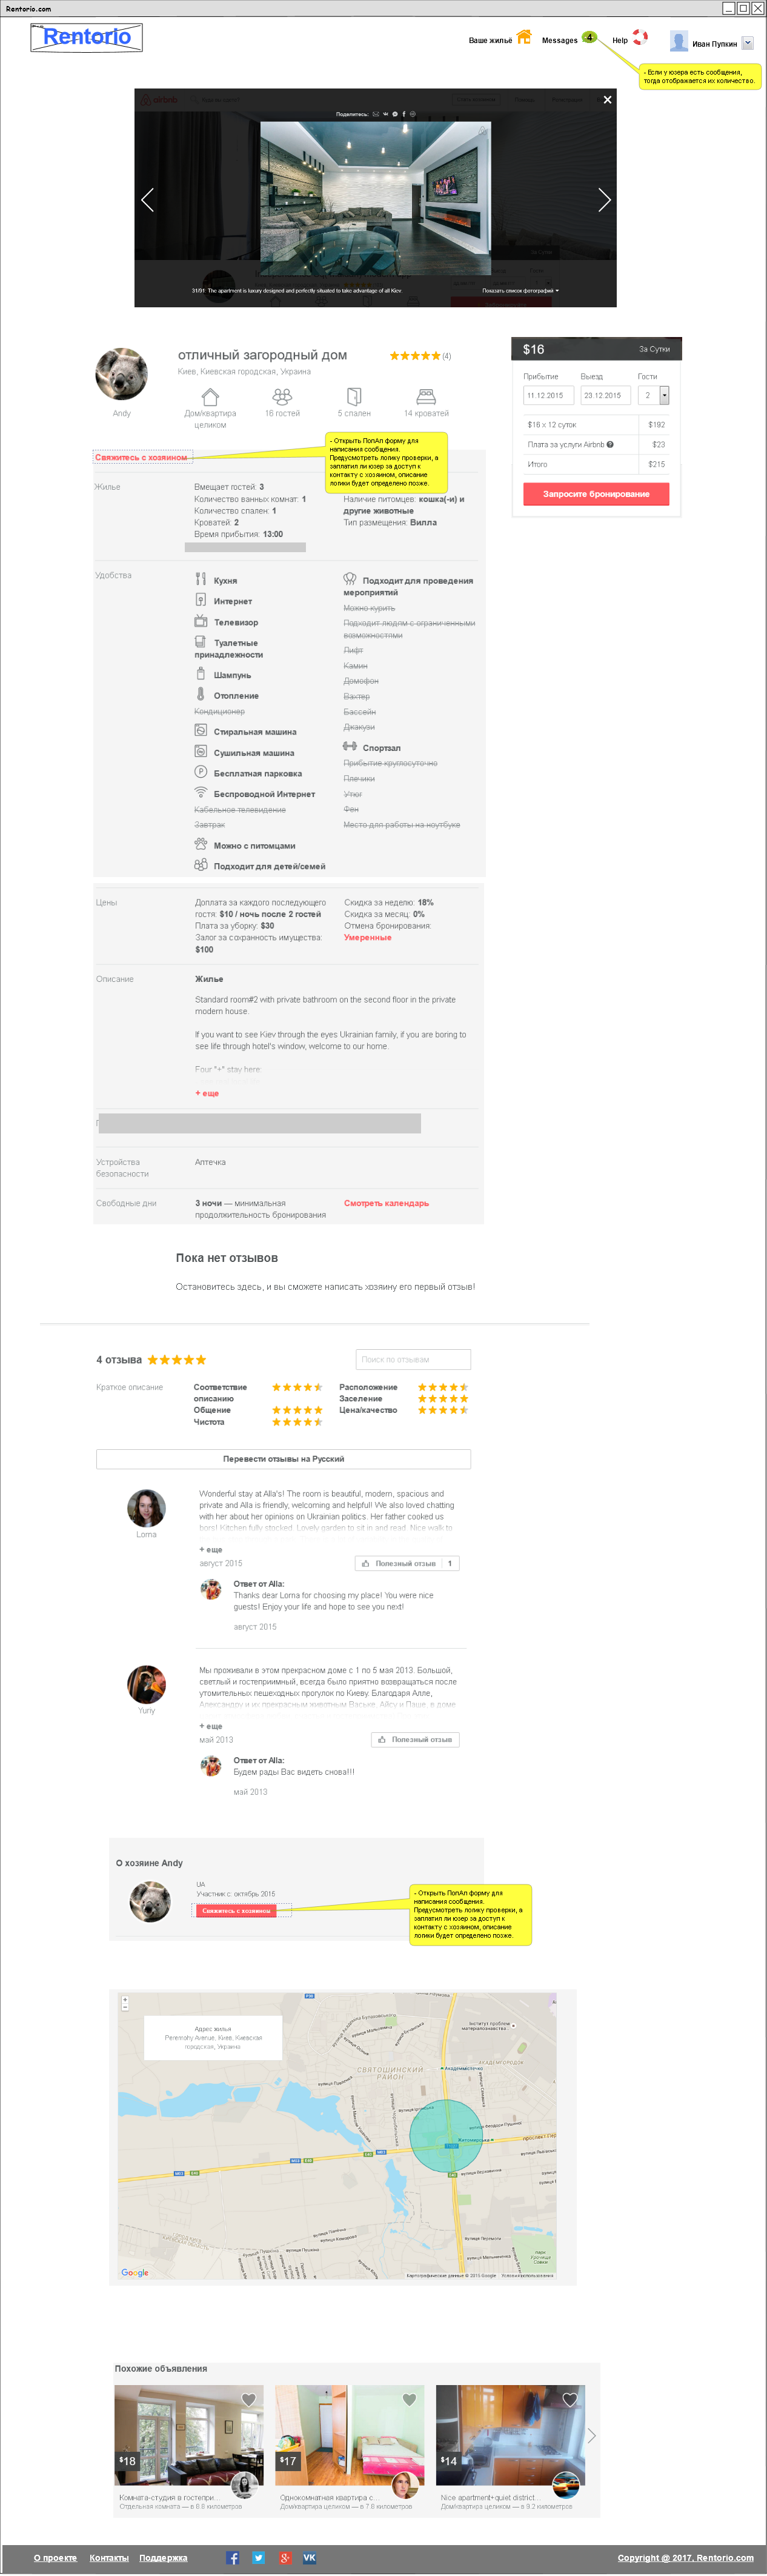 Rentorio.com
Rentorio
Ваше жильё
Messages
4
Help
Иван Пупкин
- Если у юзера есть сообщения,
тогда отображается их количество.
airbnb
Поделитесь:
31/91: The apartment is luxury designed and perfectly situated to take advantage of all Kiev
Показать список фотографий
отличный загородный дом
(4)
Киев, Киевская городская, Украина
Andy
Дом/квартира
целиком
16 гостей
5 спален
14 кроватей
$16
За Сутки
Прибытие
Выезд
Гости
11.12.2015
23.12.2015
2
$16 x 12 суток
$192
Плата за услуги Airbnb
$23
Итого
$215
Запросите бронирование
Свяжитесь с хозяином
- Открыть ПопАп форму для
написания сообщения.
Предусмотреть логику проверки, а
заплатил ли юзер за доступ к
контакту с хозяином, описание
логики будет определено позже.
Жилье
Вмещает гостей: 3
Количество ванных комнат: 1
Количество спален: 1
Кроватей: 2
Время прибытия: 13:00
Наличие питомцев: кошка(-и) и
другие животные
Тип размещения: Вилла
Удобства
Кухня
Интернет
Телевизор
Туалетные
принадлежности
Шампунь
Отопление
Кондиционер
Стиральная машина
Сушильная машина
Бесплатная парковка
Беспроводной Интернет
Кабельное телевидение
Завтрак
Можно с питомцами
Подходит для детей/семей
Подходит для проведения
мероприятий
Можно курить
Подходит людям с ограниченными
возможностями
Лифт
Камин
Домофон
Вахтер
Бассейн
Джакузи
Спортзал
Прибытие круглосуточно
Плечики
Утюг
Фен
Место для работы на ноутбуке
Цены
Доплата за каждого последующего
гостя: $10 / ночь после 2 гостей
Плата за уборку: $30
Залог за сохранность имущества:
$100
Скидка за неделю: 18%
Скидка за месяц: 0%
Отмена бронирования:
Умеренные
Описание
Жилье
Standard room#2 with private bathroom on the second floor in the private
modern house.
If you want to see Kiev through the eyes Ukrainian family, if you are boring to
see life through hotel's window, welcome to our home.
Four "+" stay here:
+ еще
Устройства
безопасности
Аптечка
Свободные дни
3 ночи — минимальная
продолжительность бронирования
Смотреть календарь
Пока нет отзывов
Остановитесь здесь, и вы сможете написать хозяину его первый отзыв!
4 отзыва
Поиск по отзывам
Краткое описание
Соответствие
описанию
Общение
Чистота
Расположение
Заселение
Цена/качество
Перевести отзывы на Русский
Wonderful stay at Alla's! The room is beautiful, modern, spacious and
private and Alla is friendly, welcoming and helpful! We also loved chatting
with her about her opinions on Ukrainian politics. Her father cooked us
bors! Kitchen fully stacked. Lovely garden to sit in and read. Nice walk to
Lorna
+ еще
август 2015
Полезный отзыв
1
Ответ от Alla:
Thanks dear Lorna for choosing my place! You were nice
guests! Enjoy your life and hope to see you next!
август 2015
Мы проживали в этом прекрасном доме с 1 по 5 мая 2013. Большой,
светлый и гостеприимный, всегда было приятно возвращаться после
утомительных пешеходных прогулок по Киеву. Благодаря Алле,
Александру и их прекрасным животным Ваське, Айсу и Паше, в доме
Yuriy
+ еще
май 2013
Полезный отзыв
Ответ от Alla:
Будем рады Вас видеть снова!!!
май 2013
О хозяине Andy
UA
Участник с: октябрь 2015
Свяжитесь с хозяином
- Открыть ПопАп форму для
написания сообщения.
Предусмотреть логику проверки, а
заплатил ли юзер за доступ к
контакту с хозяином, описание
логики будет определено позже.
Адрес жилья
Peremohy Avenue, Киев, Киевская
городская, Украина
СВЯТОШИНСКИЙ
РАЙОН
АКАДЕМГОРОДОК
Академмістечко
Житомирська
Google
Картографические данные © 2015 Google
Условия использования
Похожие объявления
$18
$17
$14
Комната-студия в гостепри...
Отдельная комната — в 8.6 километров
Однокомнатная квартира с...
Дом/квартира целиком — в 7.6 километров
Nice apartment+quiet district...
Дом/квартира целиком — в 9.2 километров
О проекте
Контакты
Поддержка
Copyright @ 2017. Rentorio.com